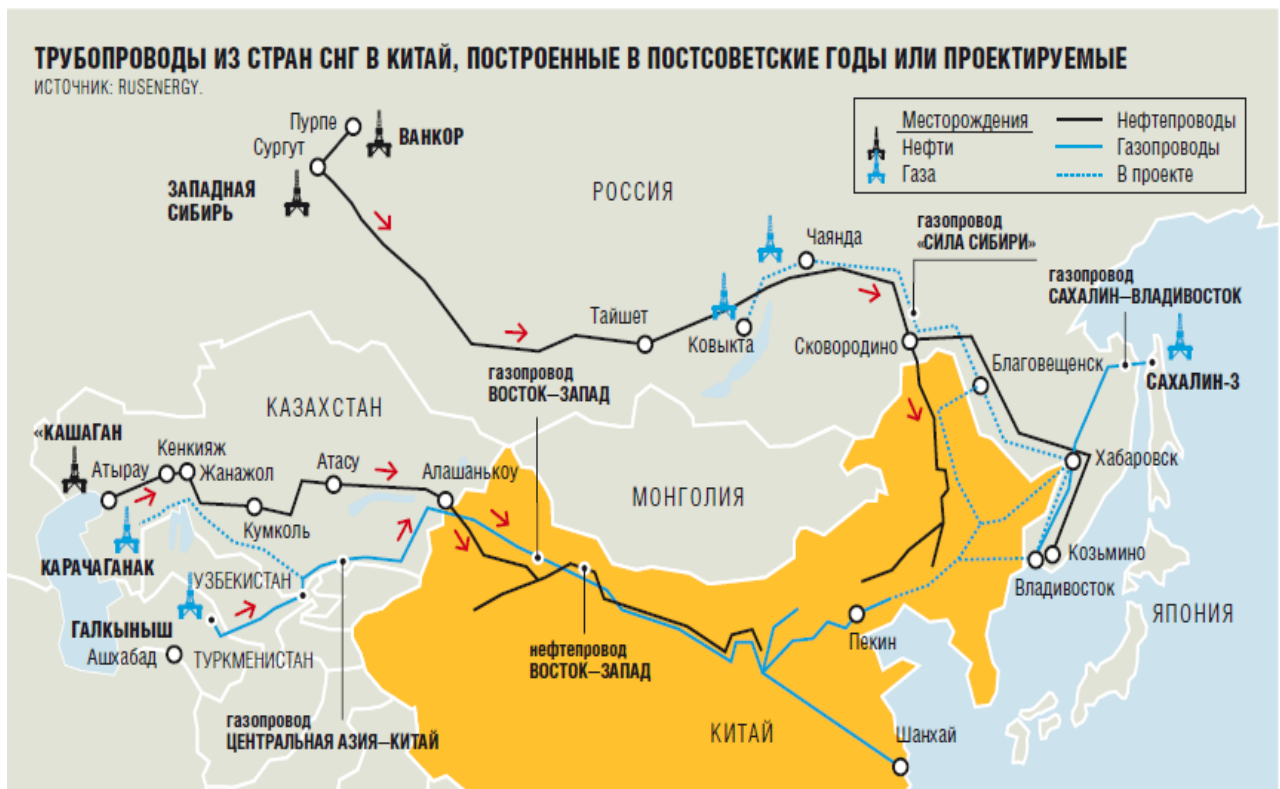 ТРУБОПРОВОДЫ ИЗ СТРАН СНГ В КИТАЙ, ПОСТРОЕННЫЕ В ПОСТСОВЕТСКИЕ ГОДЫ ИЛИ ПРОЕКТИРУЕМЫЕ
ИСТОЧНИК: RUSENERGY.
Месторождения
Нефти
Газа
Нефтепроводы
Газопроводы
В проекте
Пурпе
ВАНКОР
Сургут
ЗАПАДНАЯ
СИБИРЬ
РОССИЯ
Чаянда
газопровод
«СИЛА СИБИРИ»
газопровод
САХАЛИН–ВЛАДИВОСТОК
Тайшет
Ковыкта
Сковородино
Благовещенск
САХАЛИН-3
газопровод
ВОСТОК–ЗАПАД
КАЗАХСТАН
«КАШАГАН
Кенкияж
Атырау
Жанажол
Атасу
Алашанькоу
Хабаровск
МОНГОЛИЯ
Кумколь
КАРАЧАГАНАК
УЗБЕКИСТАН
Козьмино
Владивосток
ЯПОНИЯ
ГАЛКЫНЫШ
Ашхабад
ТУРКМЕНИСТАН
нефтепровод
ВОСТОК–ЗАПАД
Пекин
газопровод
ЦЕНТРАЛЬНАЯ АЗИЯ–КИТАЙ
КИТАЙ
Шанхай